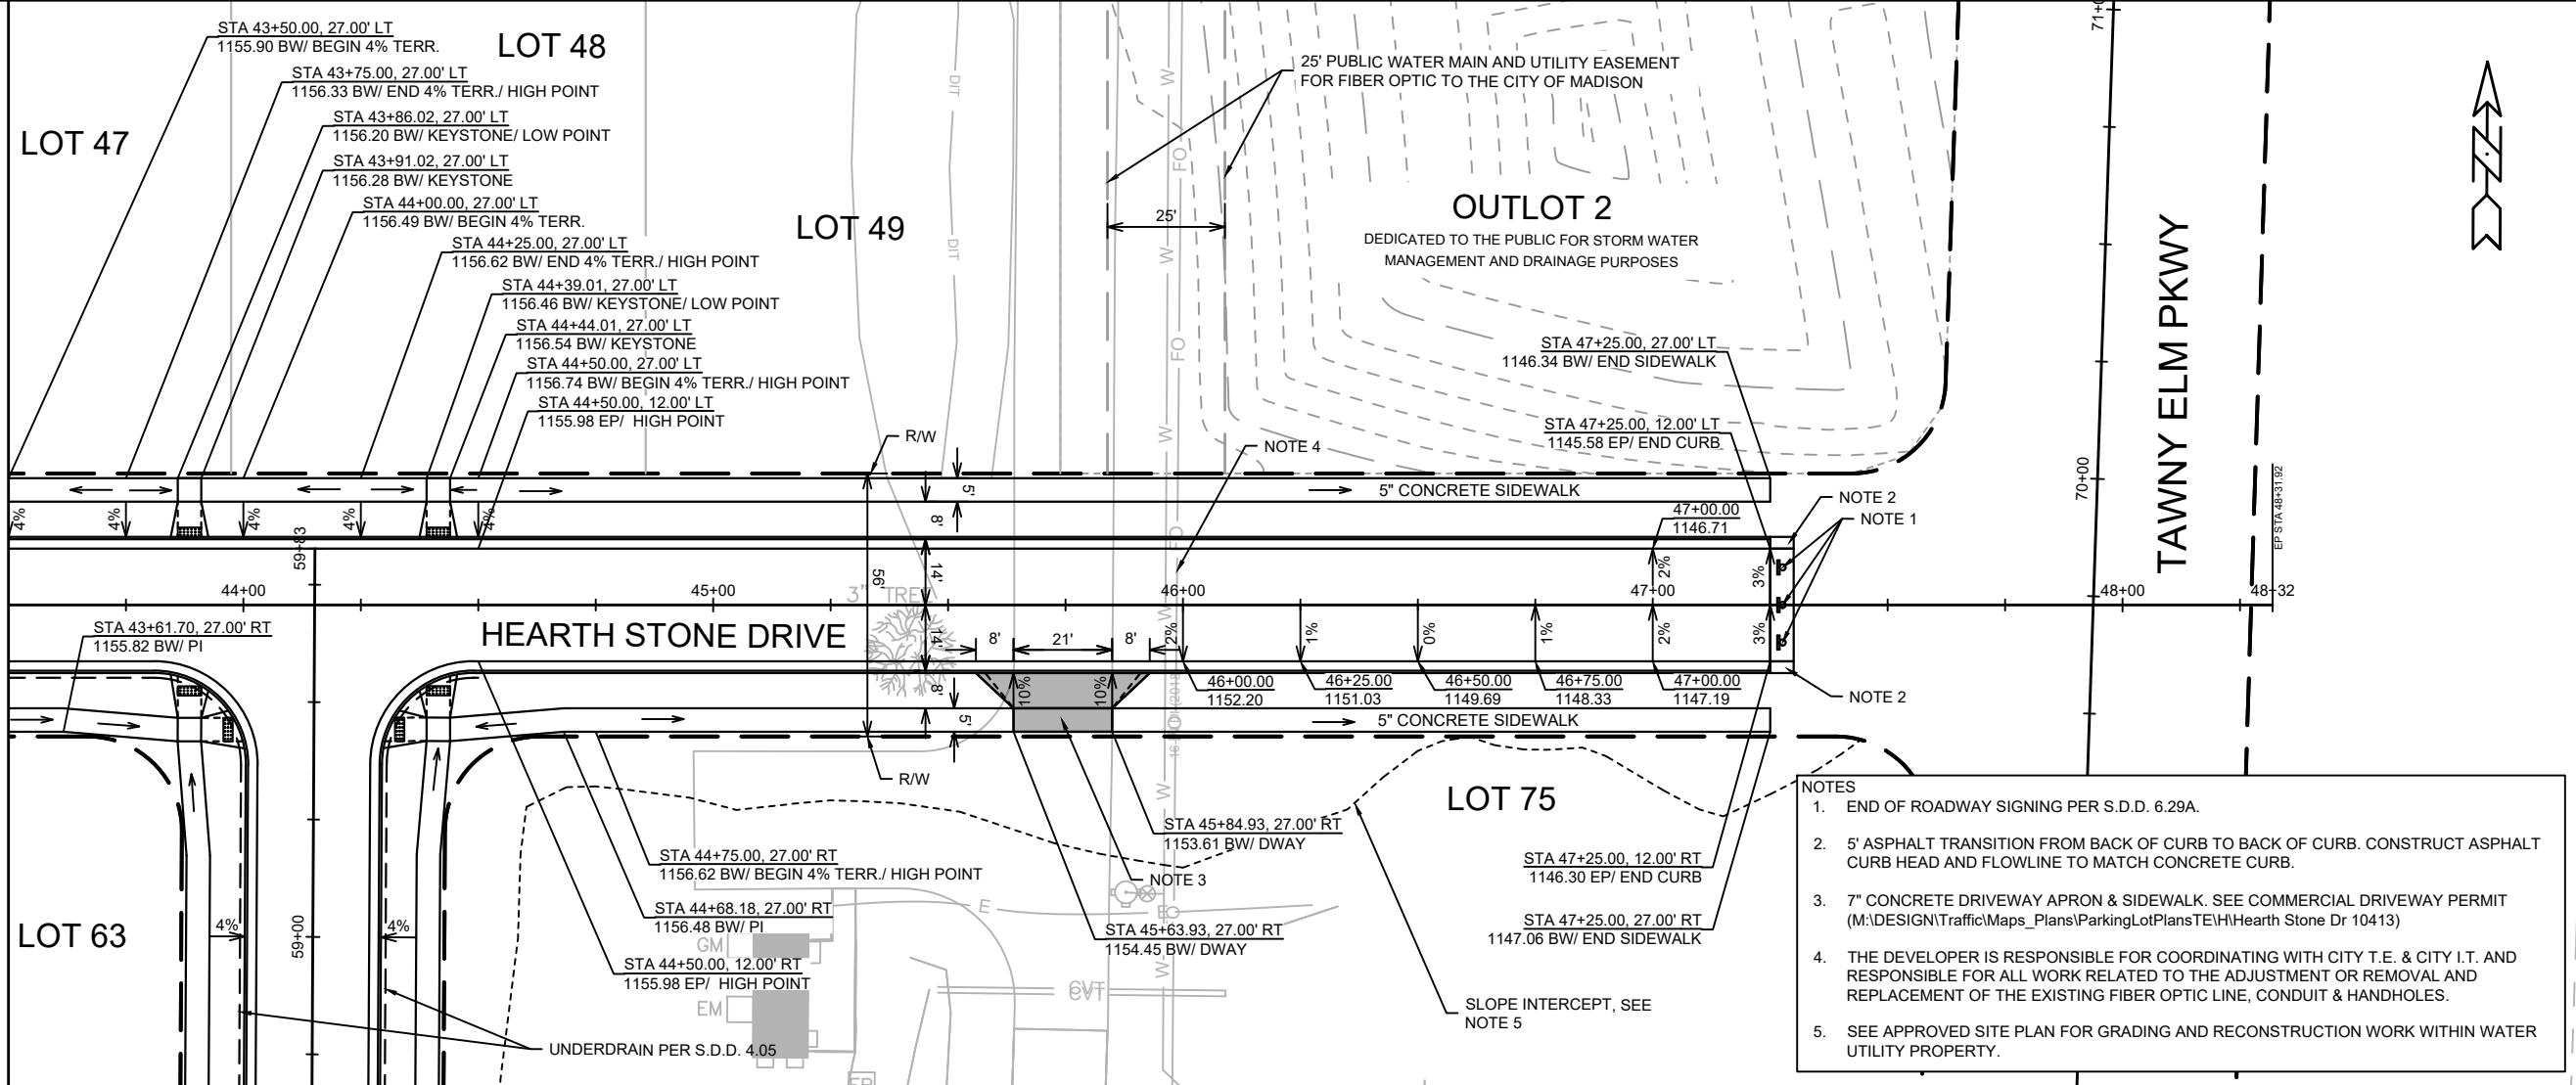 STA 43+50.00, 27.00' LT
1155.90 BW/ BEGIN 4% TERR.
LOT 48
STA 43+75.00, 27.00' LT
1156.33 BW/ END 4% TERR./ HIGH POINT
STA 43+86.02, 27.00' LT
1156.20 BW/ KEYSTONE/ LOW POINT
LOT 47
STA 43+91.02, 27.00' LT
1156.28 BW/ KEYSTONE
STA 44+00.00, 27.00' LT
1156.49 BW/ BEGIN 4% TERR.
LOT 49
STA 44+25.00, 27.00' LT
1156.62 BW/ END 4% TERR./ HIGH POINT
STA 44+39.01, 27.00' LT
1156.46 BW/ KEYSTONE/ LOW POINT
STA 44+44.01, 27.00' LT
1156.54 BW/ KEYSTONE
STA 44+50.00, 27.00' LT
1156.74 BW/ BEGIN 4% TERR./ HIGH POINT
STA 44+50.00, 12.00' LT
1155.98 EP/ HIGH POINT
DIT
DIT
W
W
W
W
W
W
W
FO
FO
FO
25' PUBLIC WATER MAIN AND UTILITY EASEMENT
FOR FIBER OPTIC TO THE CITY OF MADISON
25'
OUTLOT 2
DEDICATED TO THE PUBLIC FOR STORM WATER
MANAGEMENT AND DRAINAGE PURPOSES
STA 47+25.00, 27.00' LT
1146.34 BW/ END SIDEWALK
STA 47+25.00, 12.00' LT
1145.58 EP/ END CURB
TAWNY ELM PKWY
70+00
EP STA 48+31.92
R/W
NOTE 4
5'
8'
5" CONCRETE SIDEWALK
NOTE 2
NOTE 1
4%
4%
4%
4%
4%
59+83
14'
56'
47+00.00
1146.71
2%
3%
3" TREE
44+00
45+00
46+00
47+00
48+00
48+32
STA 43+61.70, 27.00' RT
1155.82 BW/ PI
HEARTH STONE DRIVE
14'
8'
21'
8'
2%
1%
0%
1%
2%
3%
8'
5'
10%
10%
46+00.00
1152.20
46+25.00
1151.03
46+50.00
1149.69
46+75.00
1148.33
47+00.00
1147.19
NOTE 2
5" CONCRETE SIDEWALK
R/W
LOT 75
STA 45+84.93, 27.00' RT
1153.61 BW/ DWAY
NOTE 3
STA 44+75.00, 27.00' RT
1156.62 BW/ BEGIN 4% TERR./ HIGH POINT
STA 47+25.00, 12.00' RT
1146.30 EP/ END CURB
STA 44+68.18, 27.00' RT
1156.48 BW/ PI
STA 45+63.93, 27.00' RT
1154.45 BW/ DWAY
STA 47+25.00, 27.00' RT
1147.06 BW/ END SIDEWALK
LOT 63
4%
4%
59+00
E
GM
EM
CVT
STA 44+50.00, 12.00' RT
1155.98 EP/ HIGH POINT
SLOPE INTERCEPT, SEE
NOTE 5
UNDERDRAIN PER S.D.D. 4.05
NOTES
1. END OF ROADWAY SIGNING PER S.D.D. 6.29A.
2. 5' ASPHALT TRANSITION FROM BACK OF CURB TO BACK OF CURB. CONSTRUCT ASPHALT
CURB HEAD AND FLOWLINE TO MATCH CONCRETE CURB.
3. 7" CONCRETE DRIVEWAY APRON & SIDEWALK. SEE COMMERCIAL DRIVEWAY PERMIT
(M:\DESIGN\Traffic\Maps_Plans\ParkingLotPlansTE\H\Hearth Stone Dr 10413)
4. THE DEVELOPER IS RESPONSIBLE FOR COORDINATING WITH CITY T.E. & CITY I.T. AND
RESPONSIBLE FOR ALL WORK RELATED TO THE ADJUSTMENT OR REMOVAL AND
REPLACEMENT OF THE EXISTING FIBER OPTIC LINE, CONDUIT & HANDHOLES.
5. SEE APPROVED SITE PLAN FOR GRADING AND RECONSTRUCTION WORK WITHIN WATER
UTILITY PROPERTY.